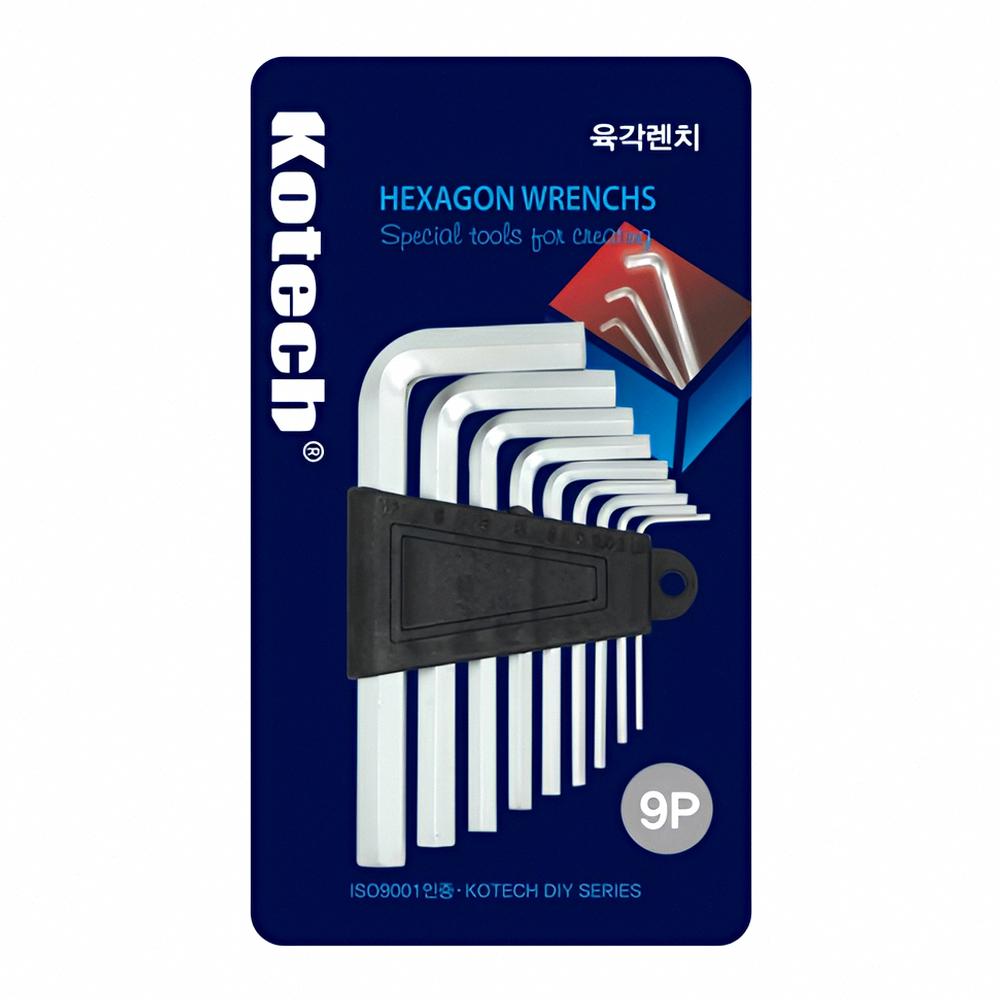 육각렌치
HEXAGON WRENCHS
Special tools for creating
Kotech®
9P
ISO9001인증·KOTECH DIY SERIES